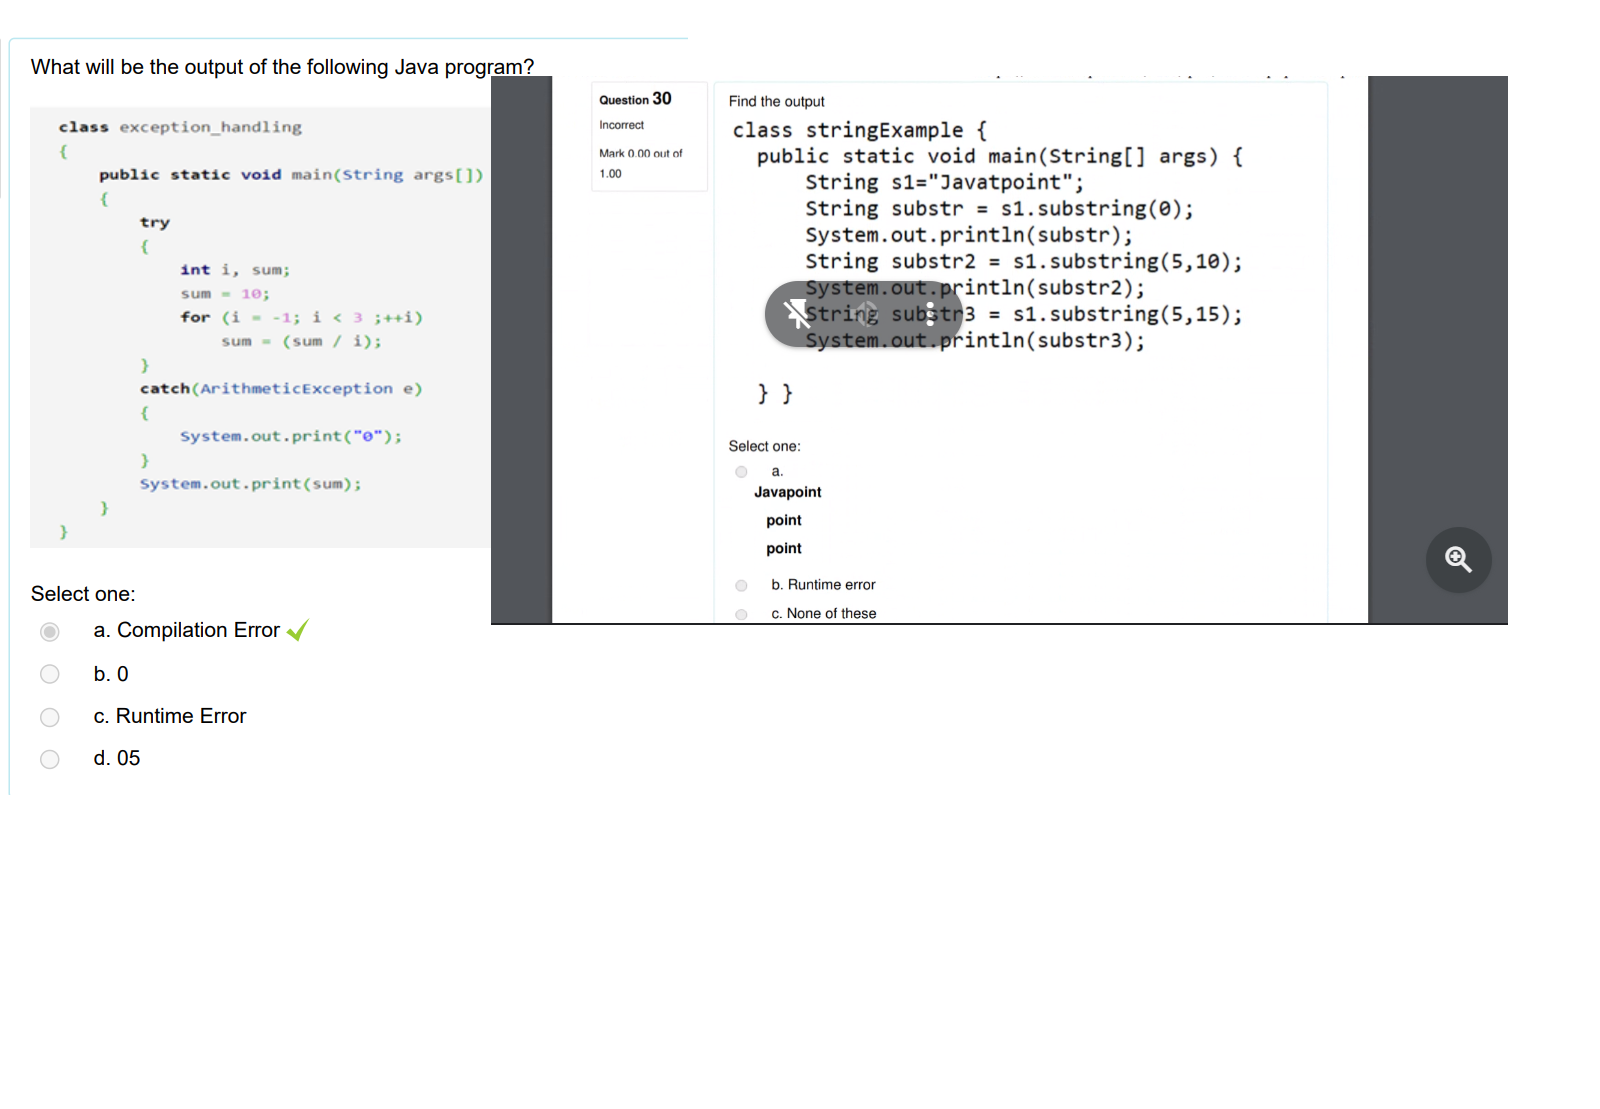 What will be the output of the following Java program?
class exception_handling
{
public static void main(String args[])
{
try
{
int i, sum;
sum = 10;
for (i = -1; i < 3 ;++i)
sum = (sum / i);
}
catch(ArithmeticException e)
{
System.out.print("0");
}
System.out.print(sum);
}
}
Select one:
a. Compilation Error
b. 0
c. Runtime Error
d. 05
Question 30
Incorrect
Mark 0.00 out of
1.00
Find the output
class stringExample {
public static void main(String[] args) {
String s1="Javatpoint";
String substr = s1.substring(0);
System.out.println(substr);
String substr2 = s1.substring(5,10);
System.out.println(substr2);
String substr3 = s1.substring(5,15);
System.out.println(substr3);
} }
Select one:
a.
Javapoint
point
point
b. Runtime error
c. None of these